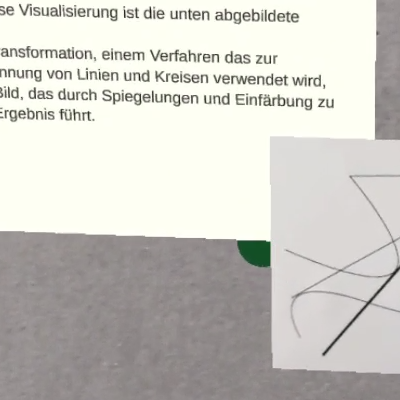 se Visualisierung ist die unten abgebildete
ansformation, einem Verfahren das zur
nnung von Linien und Kreisen verwendet wird,
Bild, das durch Spiegelungen und Einfärbung zu
Ergebnis führt.